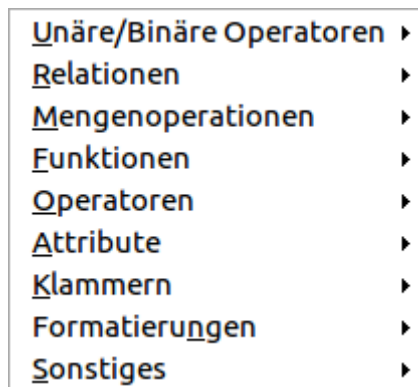 Unäre/Binäre Operatoren
Relationen
Mengenoperationen
Funktionen
Operatoren
Attribute
Klammern
Formatierungen
Sonstiges